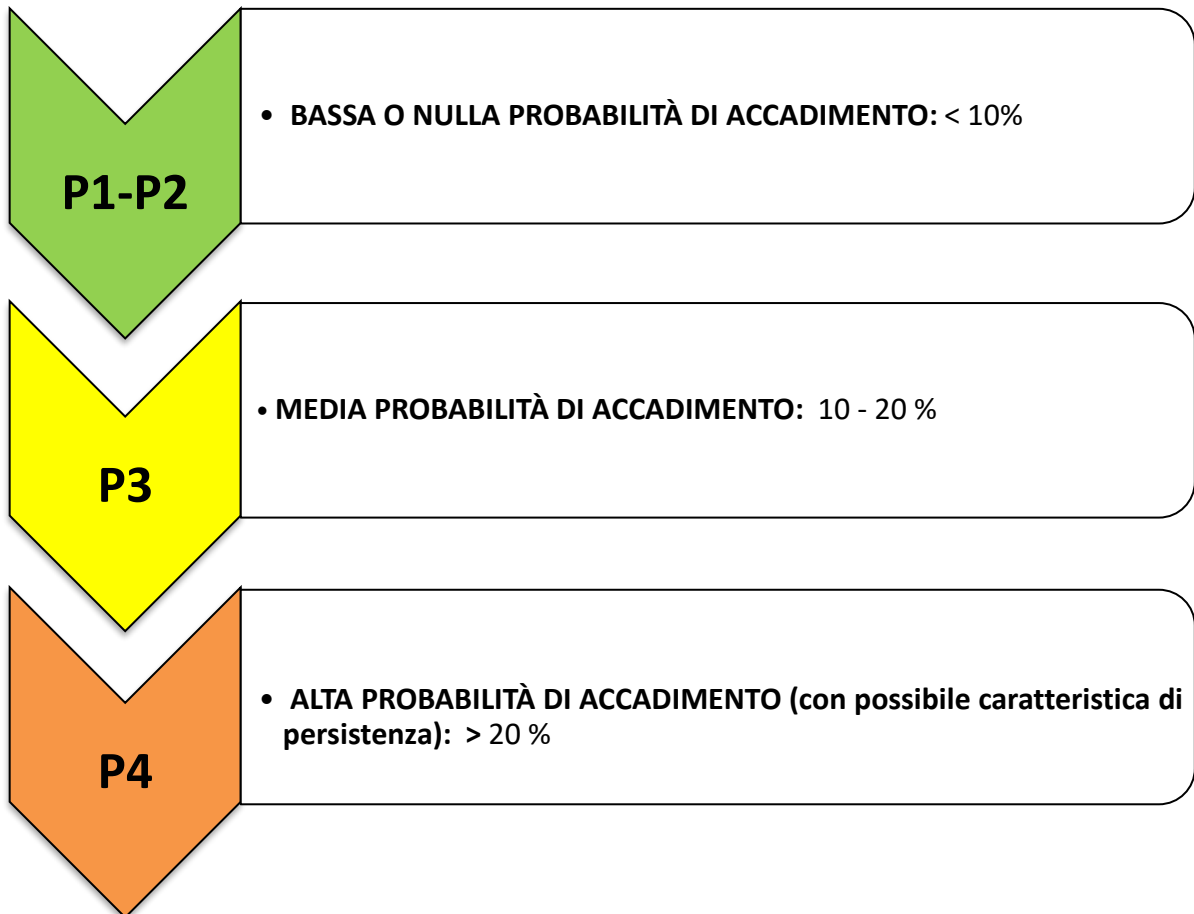 P1-P2
• BASSA O NULLA PROBABILITÀ DI ACCADIMENTO: < 10%
P3
• MEDIA PROBABILITÀ DI ACCADIMENTO: 10 - 20 %
P4
• ALTA PROBABILITÀ DI ACCADIMENTO (con possibile caratteristica di
persistenza): > 20 %